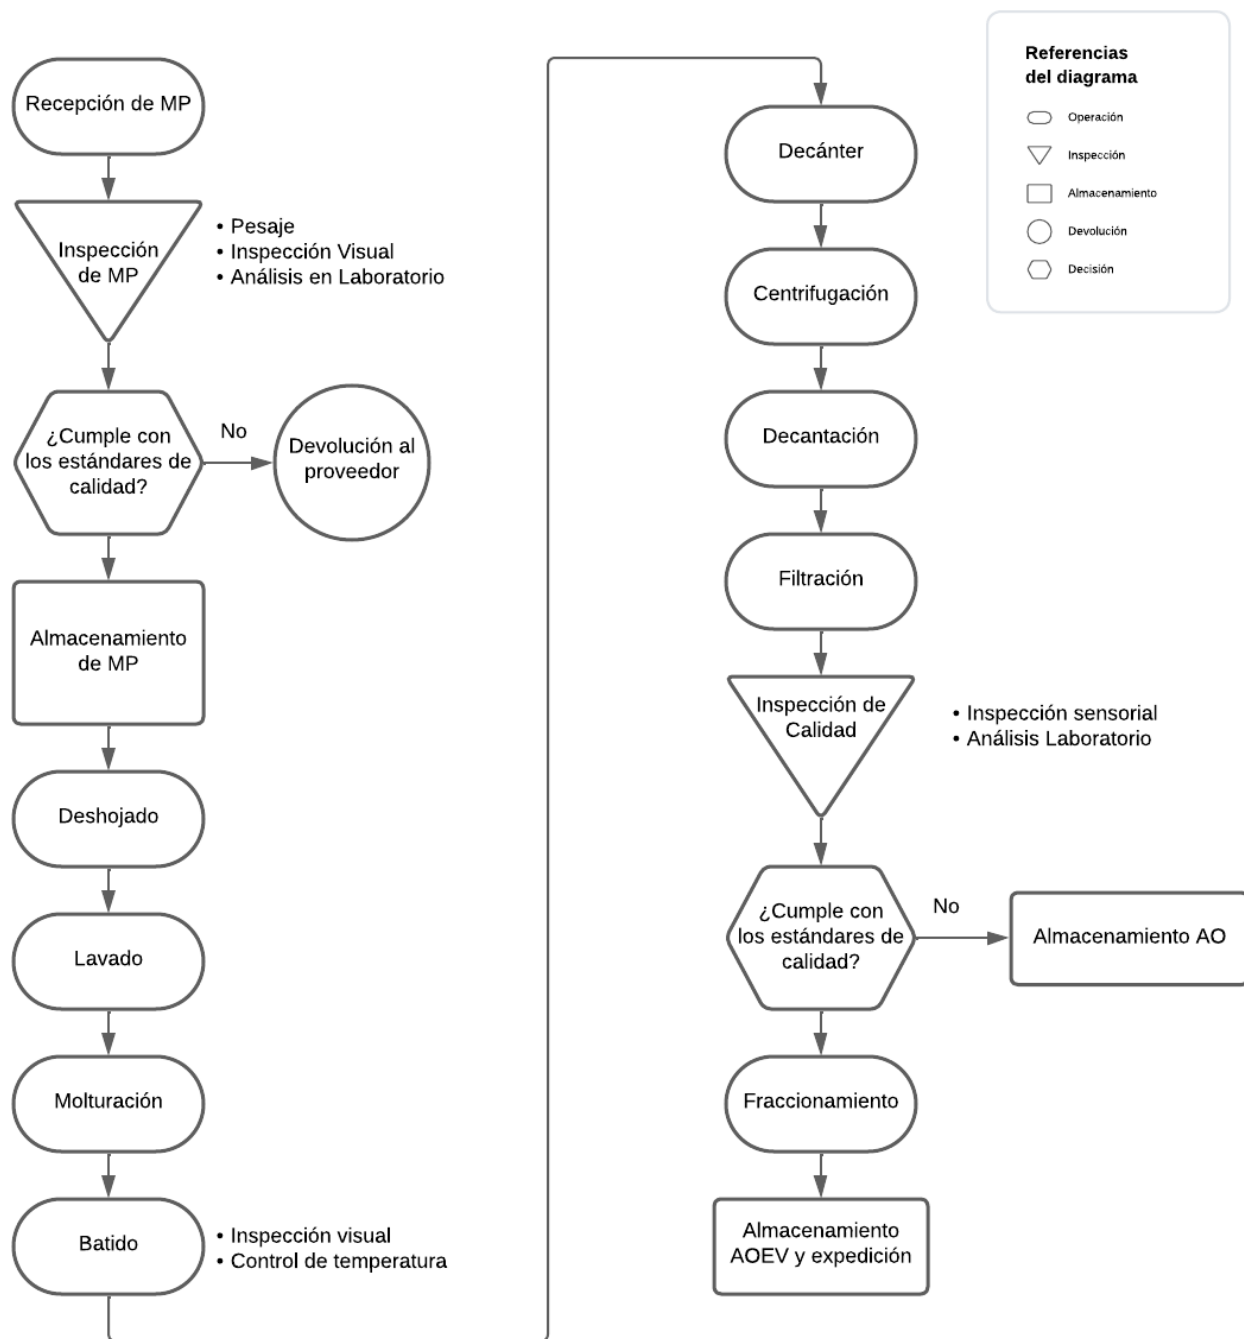 Recepción de MP
Inspección
de MP
• Pesaje
• Inspección Visual
• Análisis en Laboratorio
¿Cumple con
los estándares de
calidad?
No
Devolución al
proveedor
Almacenamiento
de MP
Deshojado
Lavado
Molturación
Batido
• Inspección visual
• Control de temperatura
Decánter
Centrifugación
Decantación
Filtración
Inspección de
Calidad
• Inspección sensorial
• Análisis Laboratorio
¿Cumple con
los estándares de
calidad?
No
Almacenamiento AO
Fraccionamiento
Almacenamiento
AOEV y expedición
Referencias
del diagrama
Operación
Inspección
Almacenamiento
Devolución
Decisión